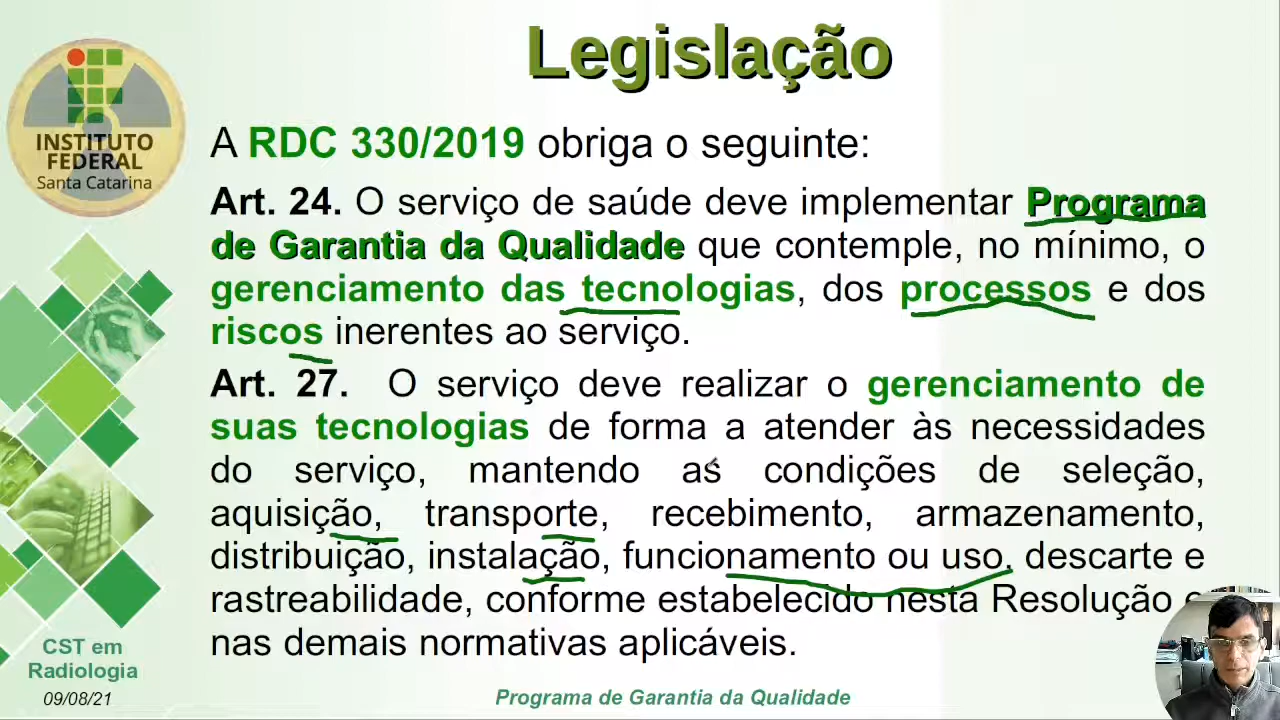 Legislação
INSTITUTO
FEDERAL
Santa Catarina
A RDC 330/2019 obriga o seguinte:
Art. 24. O serviço de saúde deve implementar Programa
de Garantia da Qualidade que contemple, no mínimo, o
gerenciamento das tecnologias, dos processos e dos
riscos inerentes ao serviço.
Art. 27. O serviço deve realizar o gerenciamento de
suas tecnologias de forma a atender às necessidades
do serviço, mantendo as condições de seleção,
aquisição, transporte, recebimento, armazenamento,
distribuição, instalação, funcionamento ou uso, descarte e
rastreabilidade, conforme estabelecido nesta Resolução e
nas demais normativas aplicáveis.
CST em
Radiologia
09/08/21
Programa de Garantia da Qualidade